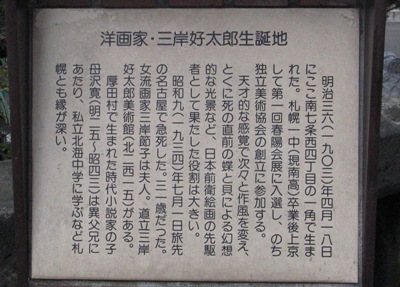 洋画家・三岸好太郎生誕地
明治三六(一九〇三)年四月一八日
にここ南七条西四丁目の一角で生ま
れた。札幌一中(現南高)卒業後上京
して第一回春陽会展に入選し、のち
独立美術協会の創立に参加する。
天才的な感覚で次々と作風を変え、
とくに死の直前の蝶と貝による幻想
的な光景など、日本前衛絵画の先駆
者として果たした役割は大きい。
昭和九(一九三四)年七月一日旅先
の名古屋で急死した。三一歳だった。
女流画家三岸節子は夫人。道立三岸
好太郎美術館(北二西一五)がある。
厚田村で生まれた時代小説家の子
母沢寛(明二五〜昭四三)は異父兄に
あたり、私立北海中学に学ぶなど札
幌とも縁が深い。